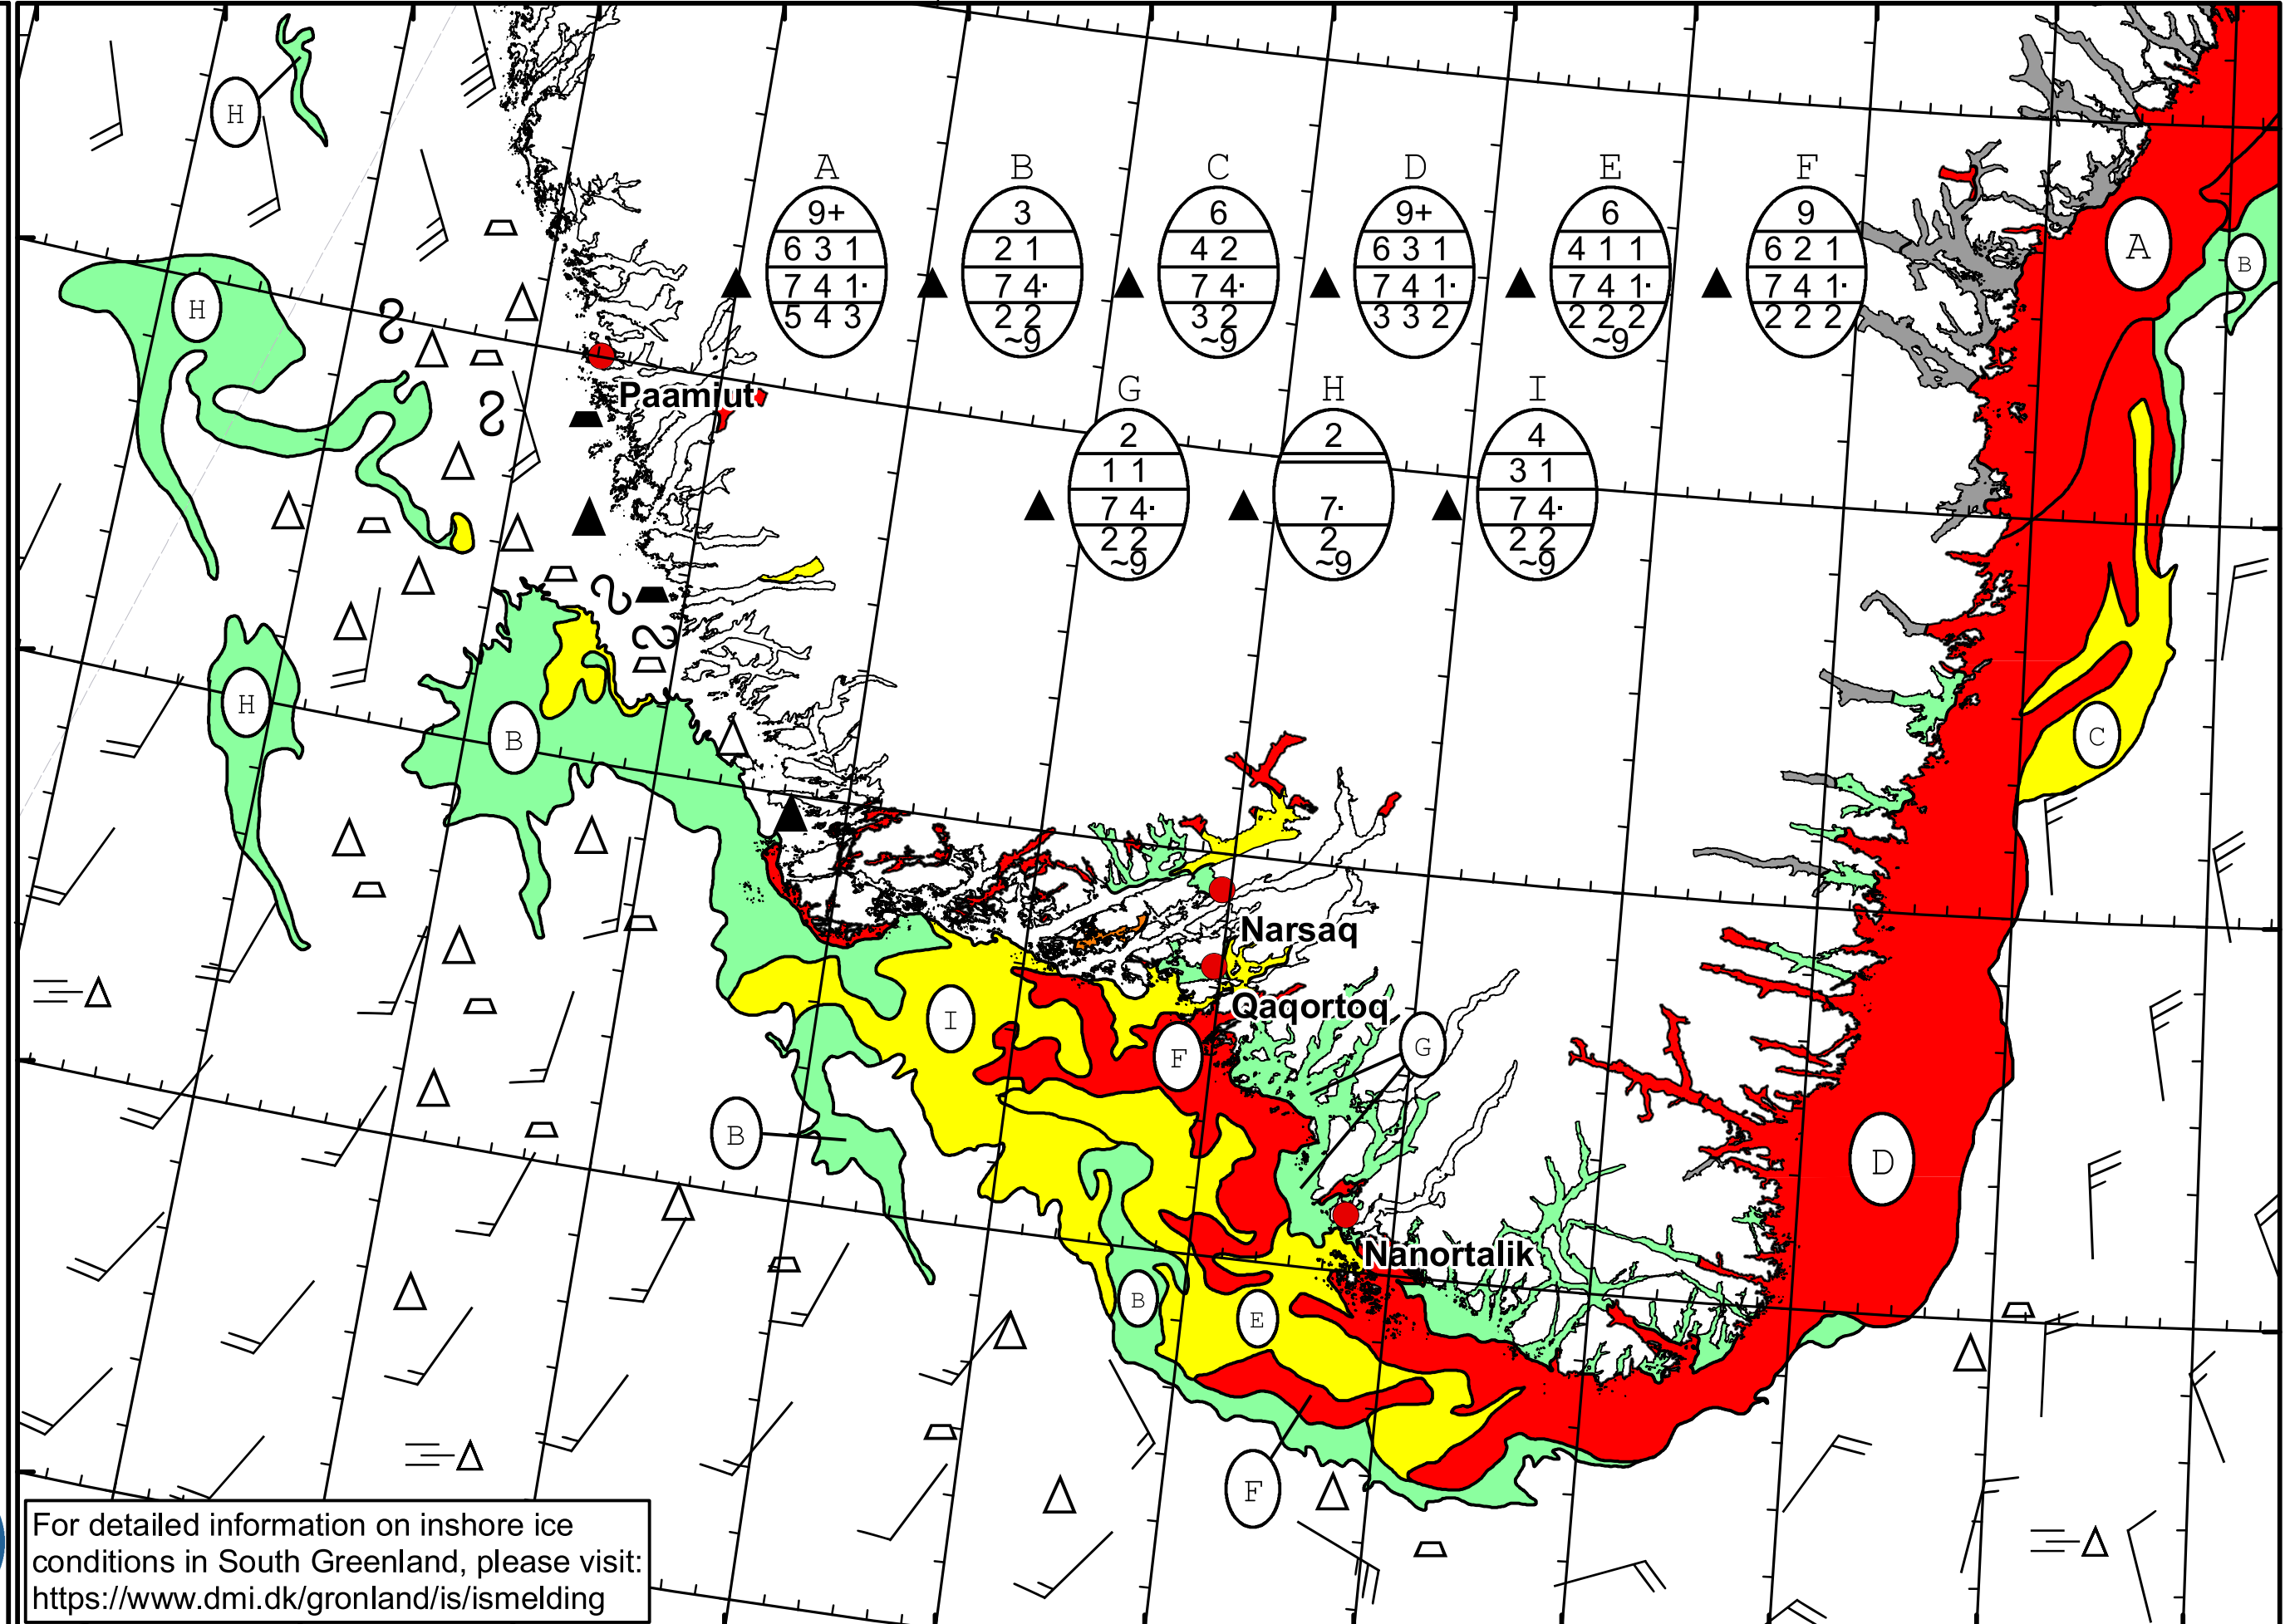 H
A B C D E F
9+ 3 6 9+ 6 9
6 3 1 2 1 4 2 6 3 1 4 1 1 6 2 1
7 4 1· 7 4· 7 4· 7 4 1· 7 4 1· 7 4 1·
5 4 3 2 2 3 2 3 3 2 2 2 2 2 2 2
~9 ~9 ~9
A
B
H
Paamiut
G H I
2 2 4
1 1 3 1
7 4· 7· 7 4·
2 2 2 2 2
~9 ~9 ~9
H
B
C
Narsaq
Qaqortoq
I
F
G
B
D
Nanortalik
B
E
F
For detailed information on inshore ice
conditions in South Greenland, please visit:
https://www.dmi.dk/gronland/is/ismelding